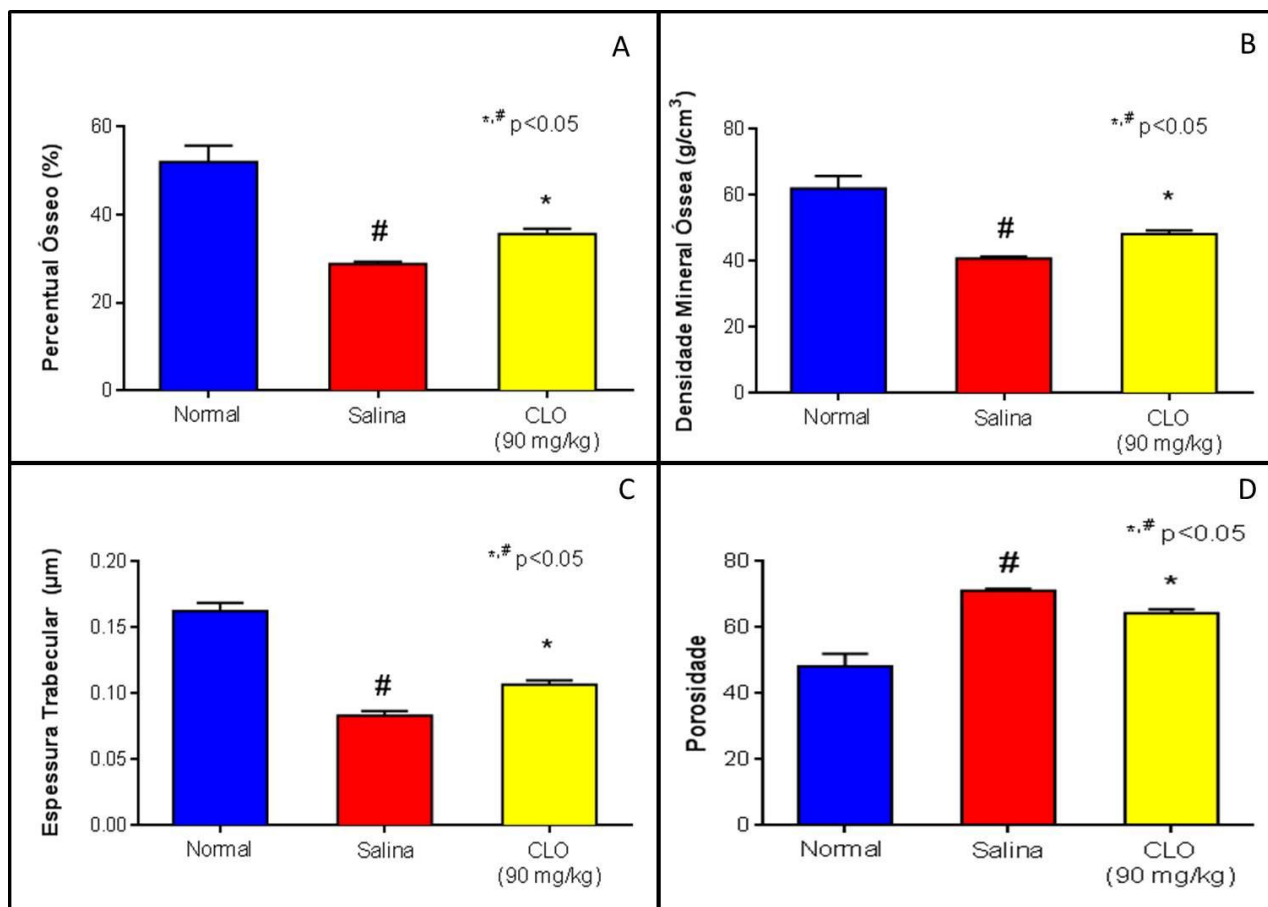 A
*,# p<0.05
Percentual Ósseo (%)
60
40
20
0
#
*
Normal
Salina
CLO
(90 mg/kg)
B
*,# p<0.05
Densidade Mineral Óssea (g/cm³)
80
60
40
20
0
#
*
Normal
Salina
CLO
(90 mg/kg)
C
*,# p<0.05
Espessura Trabecular (µm)
0.20
0.15
0.10
0.05
0.00
#
*
Normal
Salina
CLO
(90 mg/kg)
D
*,# p<0.05
Porosidade
80
60
40
20
0
#
*
Normal
Salina
CLO
(90 mg/kg)